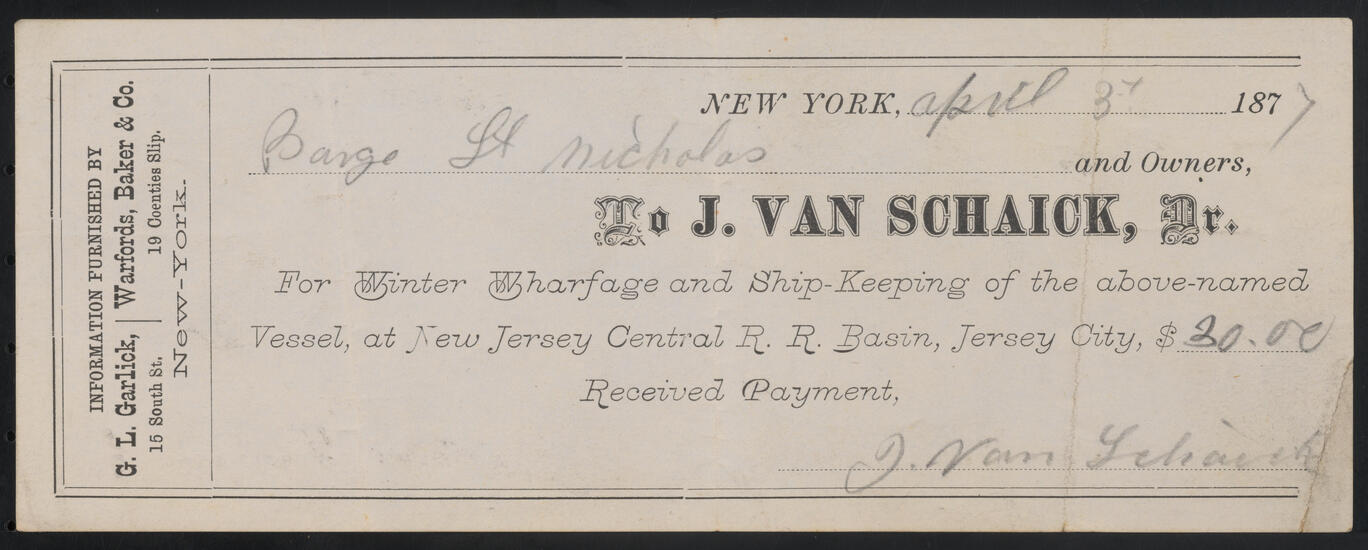 INFORMATION FURNISHED BY
G. L. Garlick, | Warfords, Baker & Co.
15 South St. | 19 Coenties Slip.
New-York.
NEW YORK, april 3d 1877
Barge St Nicholas and Owners,
To J. VAN SCHAICK, Dr.
For Winter Wharfage and Ship-Keeping of the above-named
Vessel, at New Jersey Central R. R. Basin, Jersey City, $ 30.00
Received Payment,
J. Van Schaick